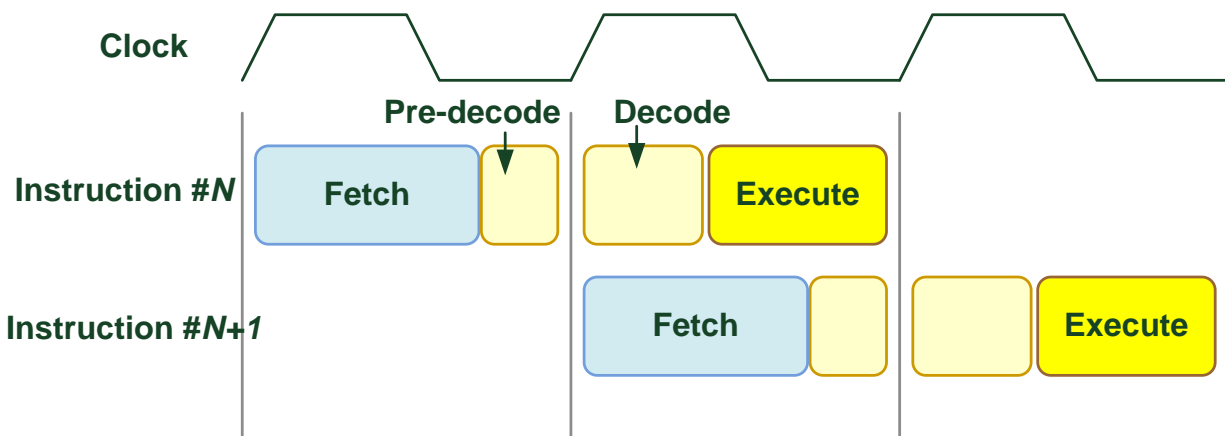 Clock
Pre-decode
Decode
Instruction #N
Fetch
Execute
Instruction #N+1
Fetch
Execute